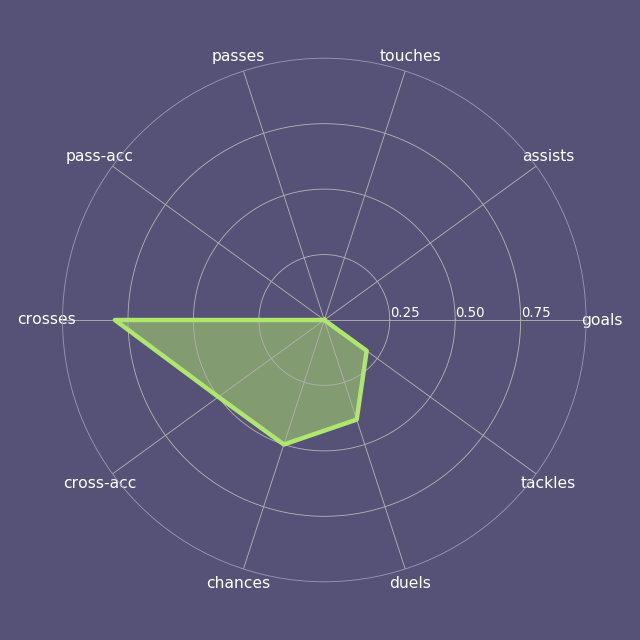 passes
touches
pass-acc
assists
crosses
0.25
0.50
0.75
goals
cross-acc
tackles
chances
duels